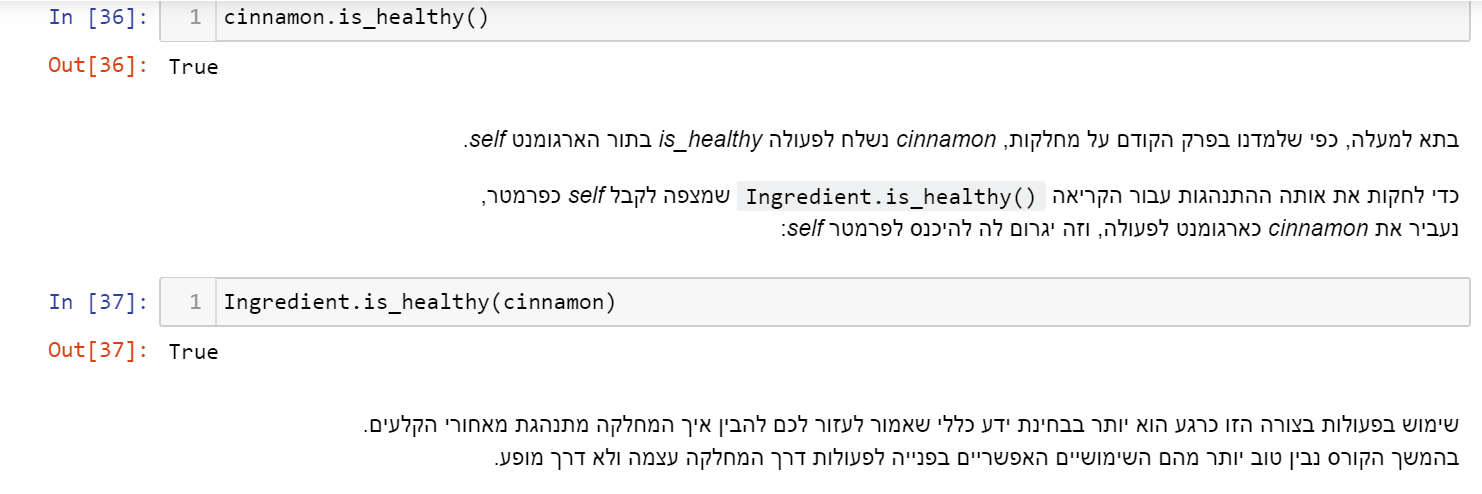 In [36]: 1 cinnamon.is_healthy()
Out[36]: True
בתא למעלה, כפי שלמדנו בפרק הקודם על מחלקות, cinnamon נשלח לפעולה is_healthy בתור הארגומנט self.
כדי לחקות את אותה ההתנהגות עבור הקריאה Ingredient.is_healthy() שמצפה לקבל self כפרמטר,
נעביר את cinnamon כארגומנט לפעולה, וזה יגרום לה להיכנס לפרמטר self:
In [37]: 1 Ingredient.is_healthy(cinnamon)
Out[37]: True
שימוש בפעולות בצורה הזו כרגע הוא יותר בבחינת ידע כללי שאמור לעזור לכם להבין איך המחלקה מתנהגת מאחורי הקלעים.
בהמשך הקורס נבין טוב יותר מהם השימושיים האפשריים בפנייה לפעולות דרך המחלקה עצמה ולא דרך מופע.